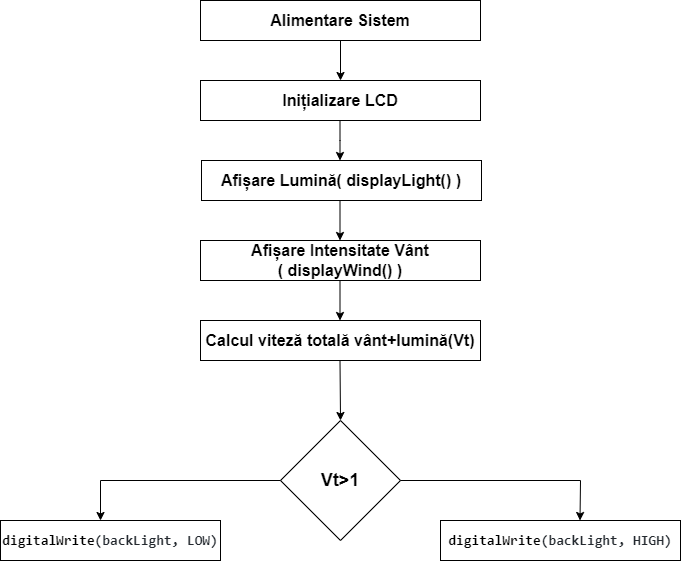 Alimentare Sistem
Inițializare LCD
Afișare Lumină( displayLight() )
Afișare Intensitate Vânt
( displayWind() )
Calcul viteză totală vânt+lumină(Vt)
Vt>1
digitalWrite(backLight, LOW)
digitalWrite(backLight, HIGH)